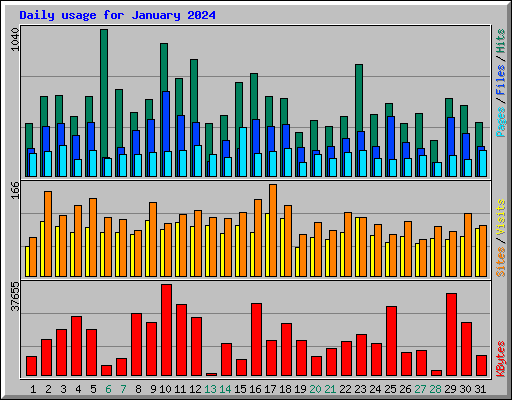 Daily usage for January 2024
1040
Pages / Files / Hits
166
Sites / Visits
37655
KBytes
1 2 3 4 5 6 7 8 9 10 11 12 13 14 15 16 17 18 19 20 21 22 23 24 25 26 27 28 29 30 31